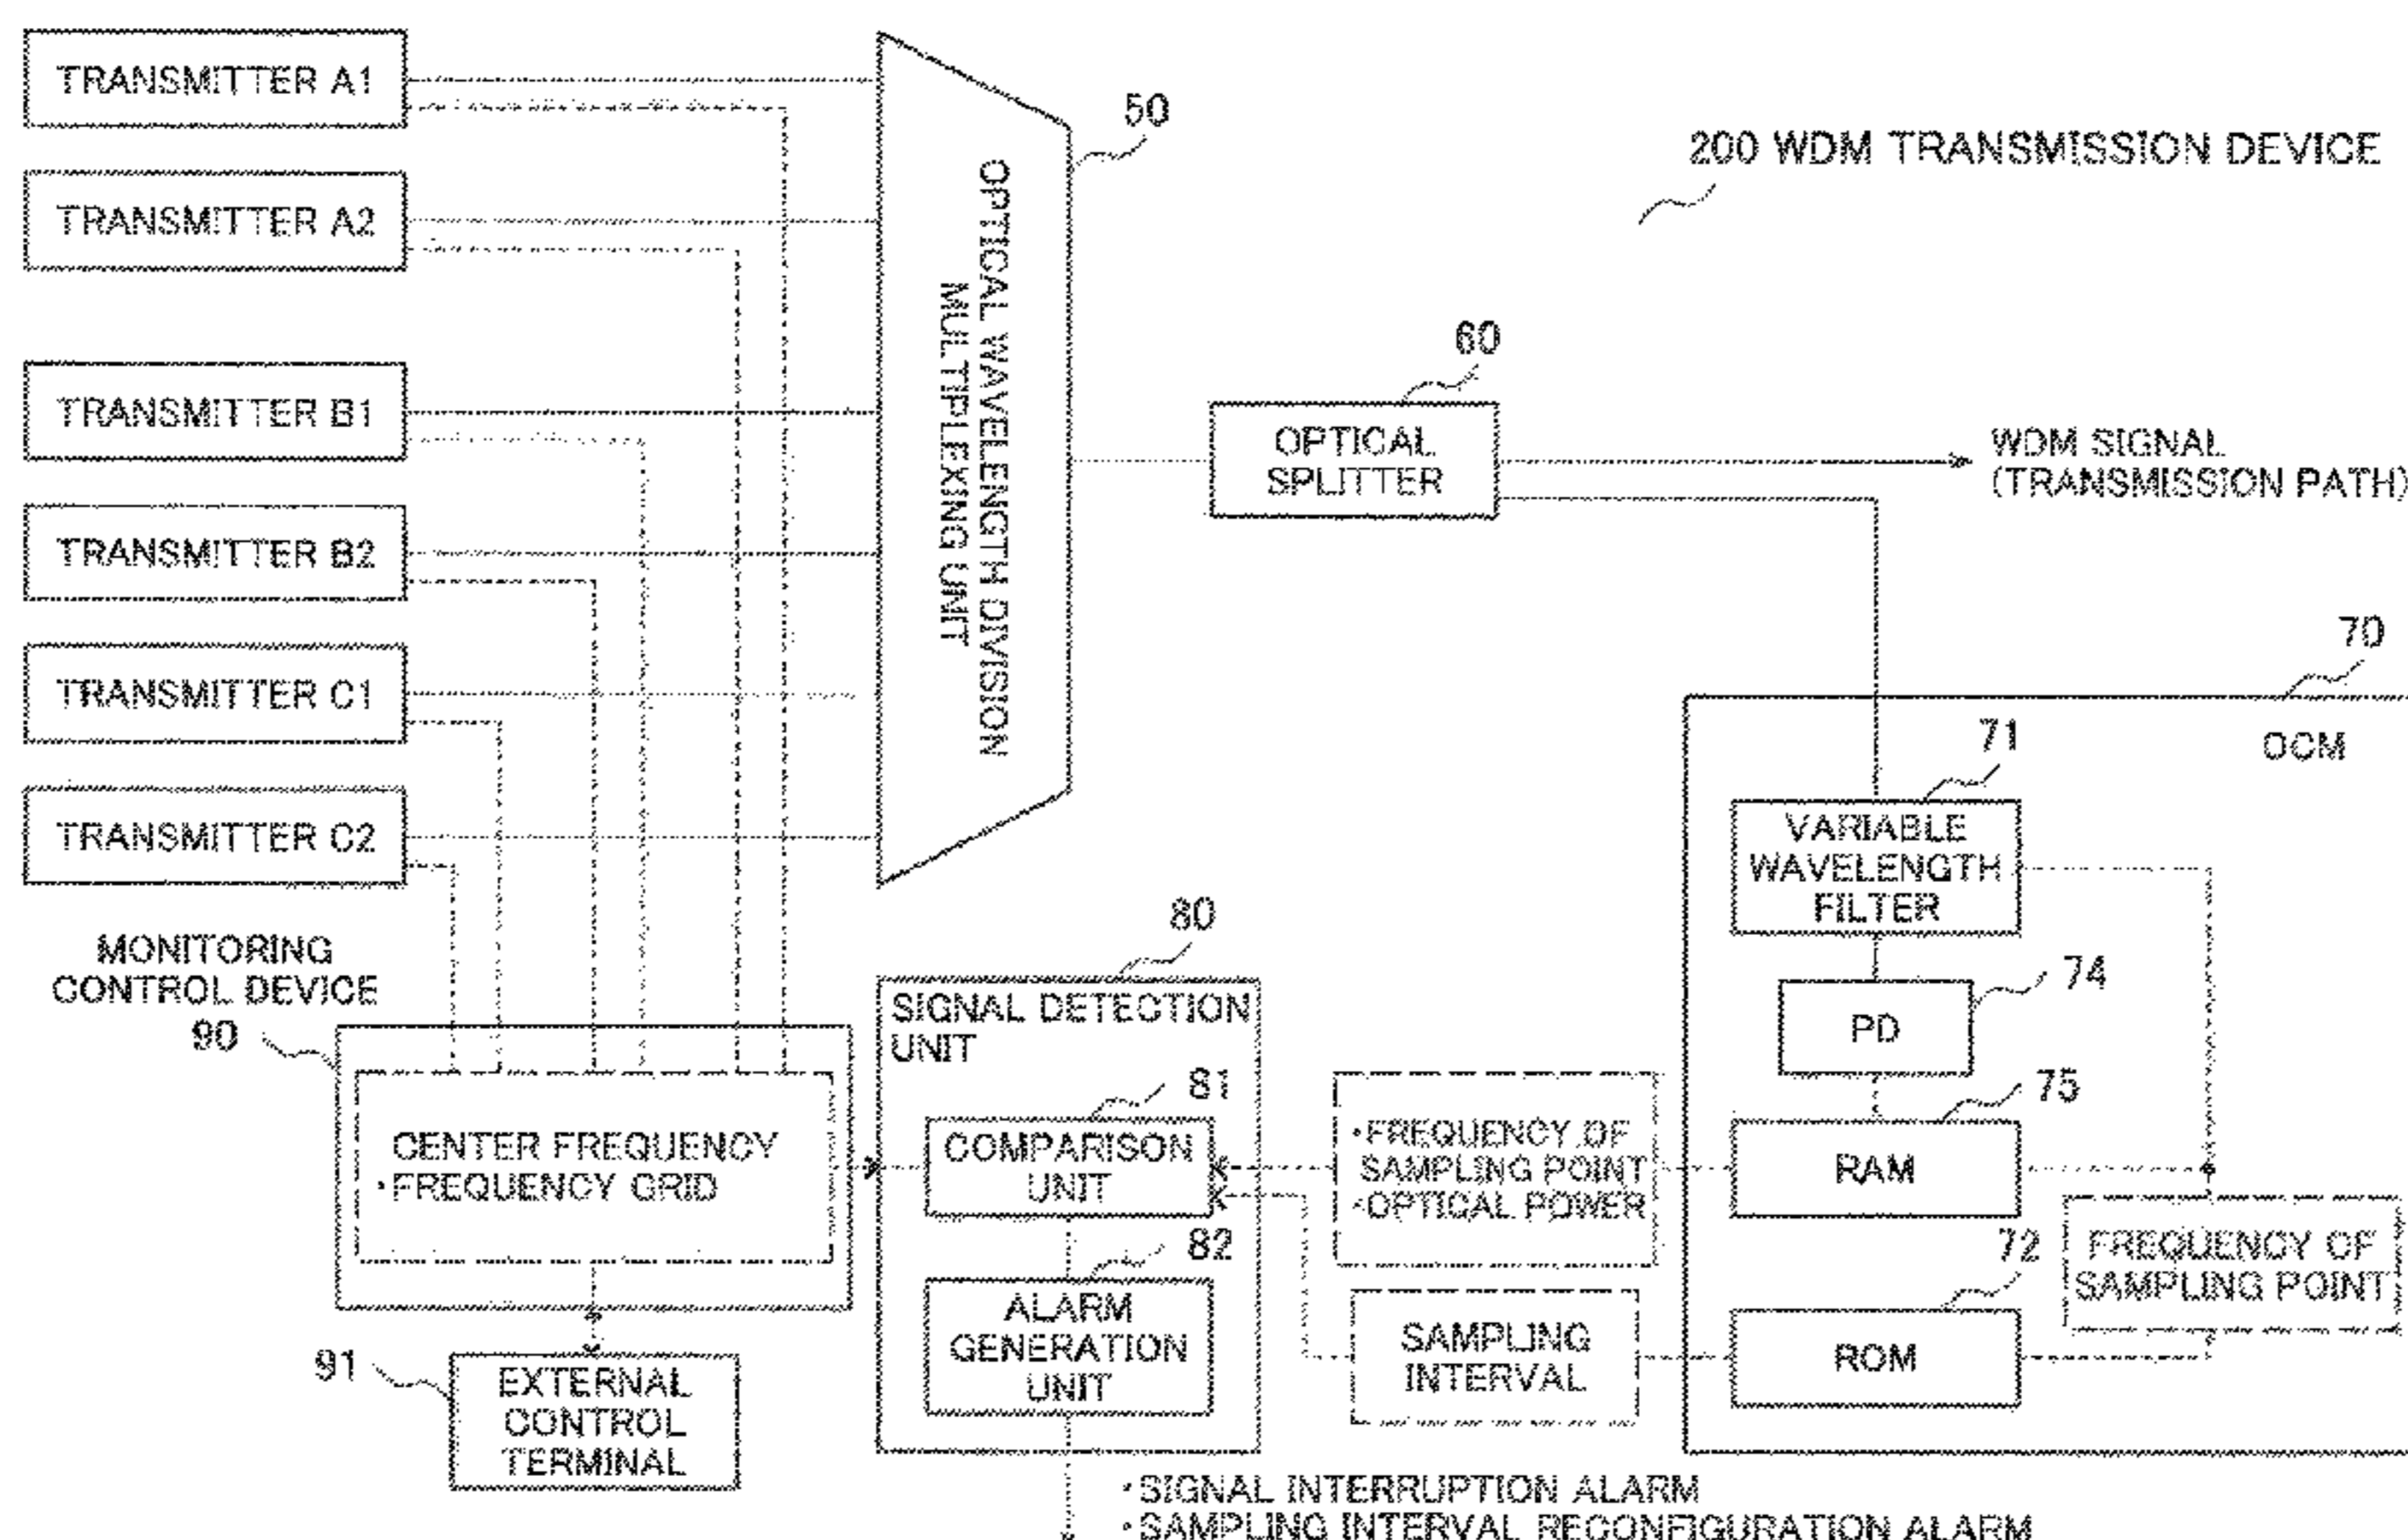 TRANSMITTER A1
TRANSMITTER A2
TRANSMITTER B1
TRANSMITTER B2
TRANSMITTER C1
TRANSMITTER C2
50
OPTICAL WAVELENGTH DIVISION
MULTIPLEXING UNIT
200 WDM TRANSMISSION DEVICE
60
OPTICAL
SPLITTER
WDM SIGNAL
(TRANSMISSION PATH)
70
OCM
71
VARIABLE
WAVELENGTH
FILTER
74
PD
75
RAM
72
ROM
FREQUENCY OF
SAMPLING POINT
MONITORING
CONTROL DEVICE
90
CENTER FREQUENCY
・FREQUENCY GRID
91
EXTERNAL
CONTROL
TERMINAL
80
SIGNAL DETECTION
UNIT
81
COMPARISON
UNIT
82
ALARM
GENERATION
UNIT
・FREQUENCY OF
SAMPLING POINT
・OPTICAL POWER
SAMPLING
INTERVAL
・SIGNAL INTERRUPTION ALARM
・SAMPLING INTERVAL RECONFIGURATION ALARM